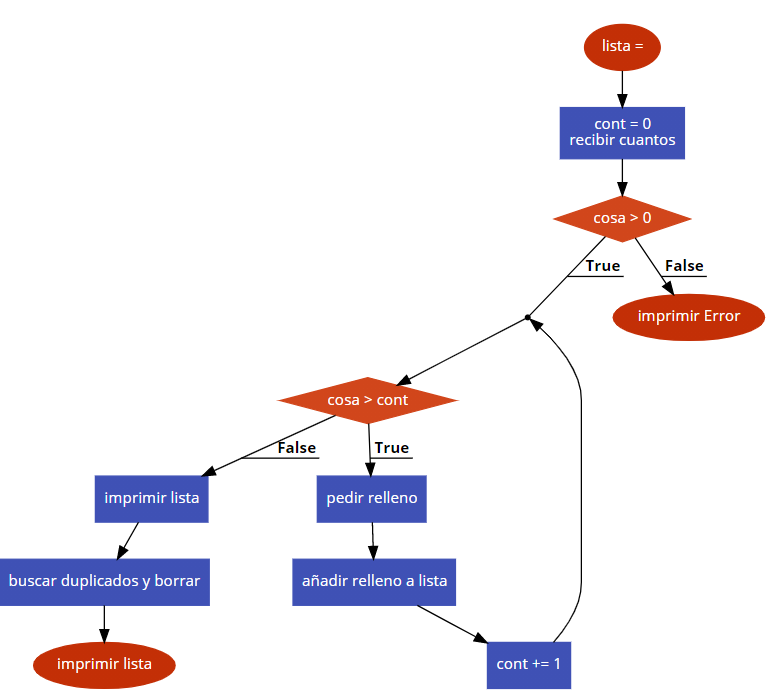 lista =
cont = 0
recibir cuantos
cosa > 0
True
False
imprimir Error
cosa > cont
False
True
imprimir lista
pedir relleno
buscar duplicados y borrar
añadir relleno a lista
imprimir lista
cont += 1